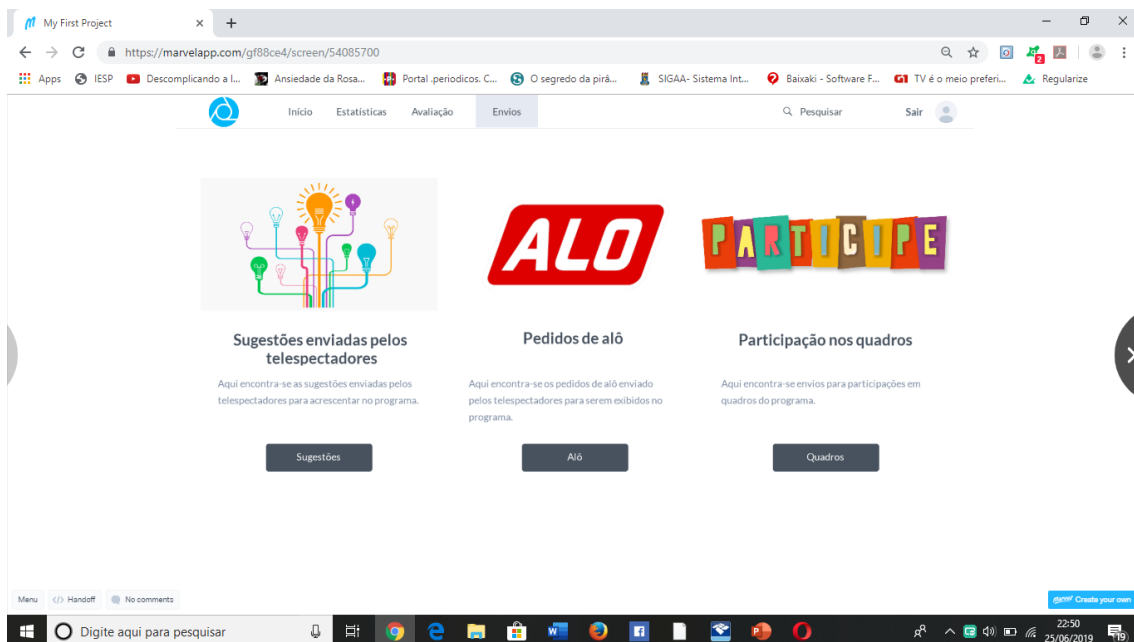 My First Project
https://marvelapp.com/gf88ce4/screen/54085700
Apps IESP Descomplicando a l... Ansiedade da Rosa... Portal .periodicos. C... O segredo da pirâ... SIGAA- Sistema Int... Baixaki - Software F... G1 TV é o meio preferi... Regularize
Início Estatísticas Avaliação Envios Pesquisar Sair
ALO
PARTICIPE
Sugestões enviadas pelos
telespectadores
Aqui encontra-se as sugestões enviadas pelos
telespectadores para acrescentar no programa.
Sugestões
Pedidos de alô
Aqui encontra-se os pedidos de alô enviado
pelos telespectadores para serem exibidos no
programa.
Alô
Participação nos quadros
Aqui encontra-se envios para participações em
quadros do programa.
Quadros
Menu </> Handoff No comments
marvel Create your own
Digite aqui para pesquisar
22:50
25/06/2019
19